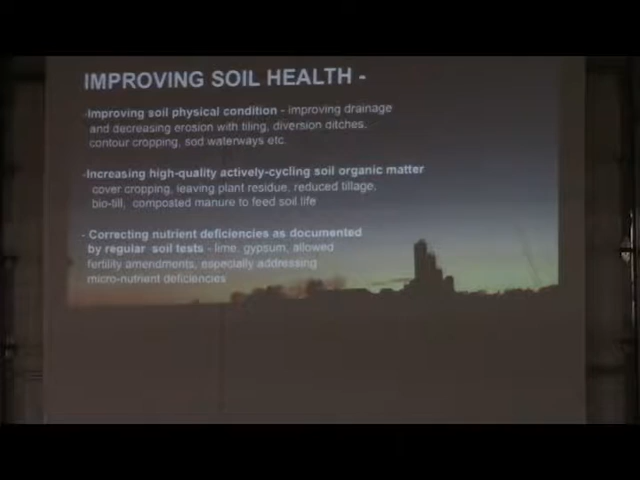 IMPROVING SOIL HEALTH -
-Improving soil physical condition - improving drainage
and decreasing erosion with tiling, diversion ditches,
contour cropping, sod waterways etc.
-Increasing high-quality actively-cycling soil organic matter
cover cropping, leaving plant residue, reduced tillage,
bio-till, composted manure to feed soil life
- Correcting nutrient deficiencies as documented
by regular soil tests - lime, gypsum, allowed
fertility amendments, especially addressing
micro-nutrient deficiencies